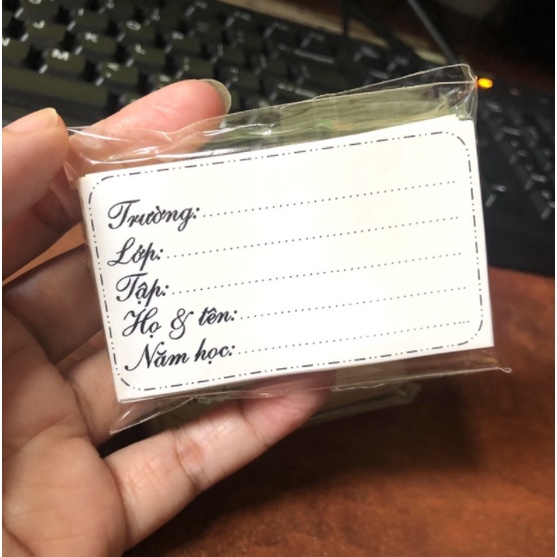 Trường:
Lớp:
Tập:
Họ & tên:
Năm học: